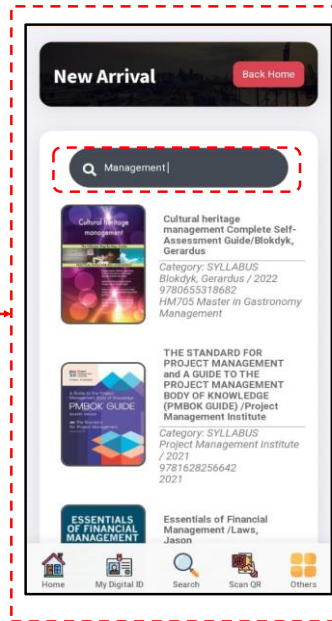 New Arrival
Back Home
Management
Cultural heritage
management
Cultural heritage
management Complete Self-
Assessment Guide/Blokdyk,
Gerardus
Category: SYLLABUS
Blokdyk, Gerardus / 2022
9780655318682
HM705 Master in Gastronomy
Management
PMBOK GUIDE
THE STANDARD FOR
PROJECT MANAGEMENT
and A GUIDE TO THE
PROJECT MANAGEMENT
BODY OF KNOWLEDGE
(PMBOK GUIDE) /Project
Management Institute
Category: SYLLABUS
Project Management Institute
/ 2021
9781628256642
2021
ESSENTIALS
OF FINANCIAL
MANAGEMENT
Essentials of Financial
Management /Laws,
Jason
Home
My Digital ID
Search
Scan QR
Others